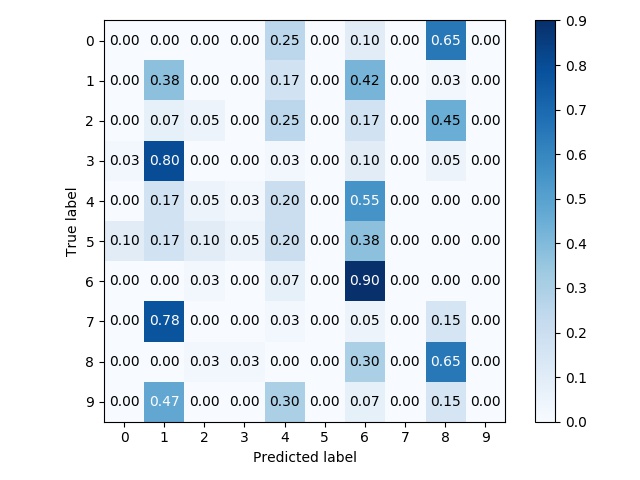 0 0.00 0.00 0.00 0.00 0.25 0.00 0.10 0.00 0.65 0.00
1 0.00 0.38 0.00 0.00 0.17 0.00 0.42 0.00 0.03 0.00
2 0.00 0.07 0.05 0.00 0.25 0.00 0.17 0.00 0.45 0.00
3 0.03 0.80 0.00 0.00 0.03 0.00 0.10 0.00 0.05 0.00
4 0.00 0.17 0.05 0.03 0.20 0.00 0.55 0.00 0.00 0.00
5 0.10 0.17 0.10 0.05 0.20 0.00 0.38 0.00 0.00 0.00
6 0.00 0.00 0.03 0.00 0.07 0.00 0.90 0.00 0.00 0.00
7 0.00 0.78 0.00 0.00 0.03 0.00 0.05 0.00 0.15 0.00
8 0.00 0.00 0.03 0.03 0.00 0.00 0.30 0.00 0.65 0.00
9 0.00 0.47 0.00 0.00 0.30 0.00 0.07 0.00 0.15 0.00
0 1 2 3 4 5 6 7 8 9
Predicted label
True label
0.9
0.8
0.7
0.6
0.5
0.4
0.3
0.2
0.1
0.0